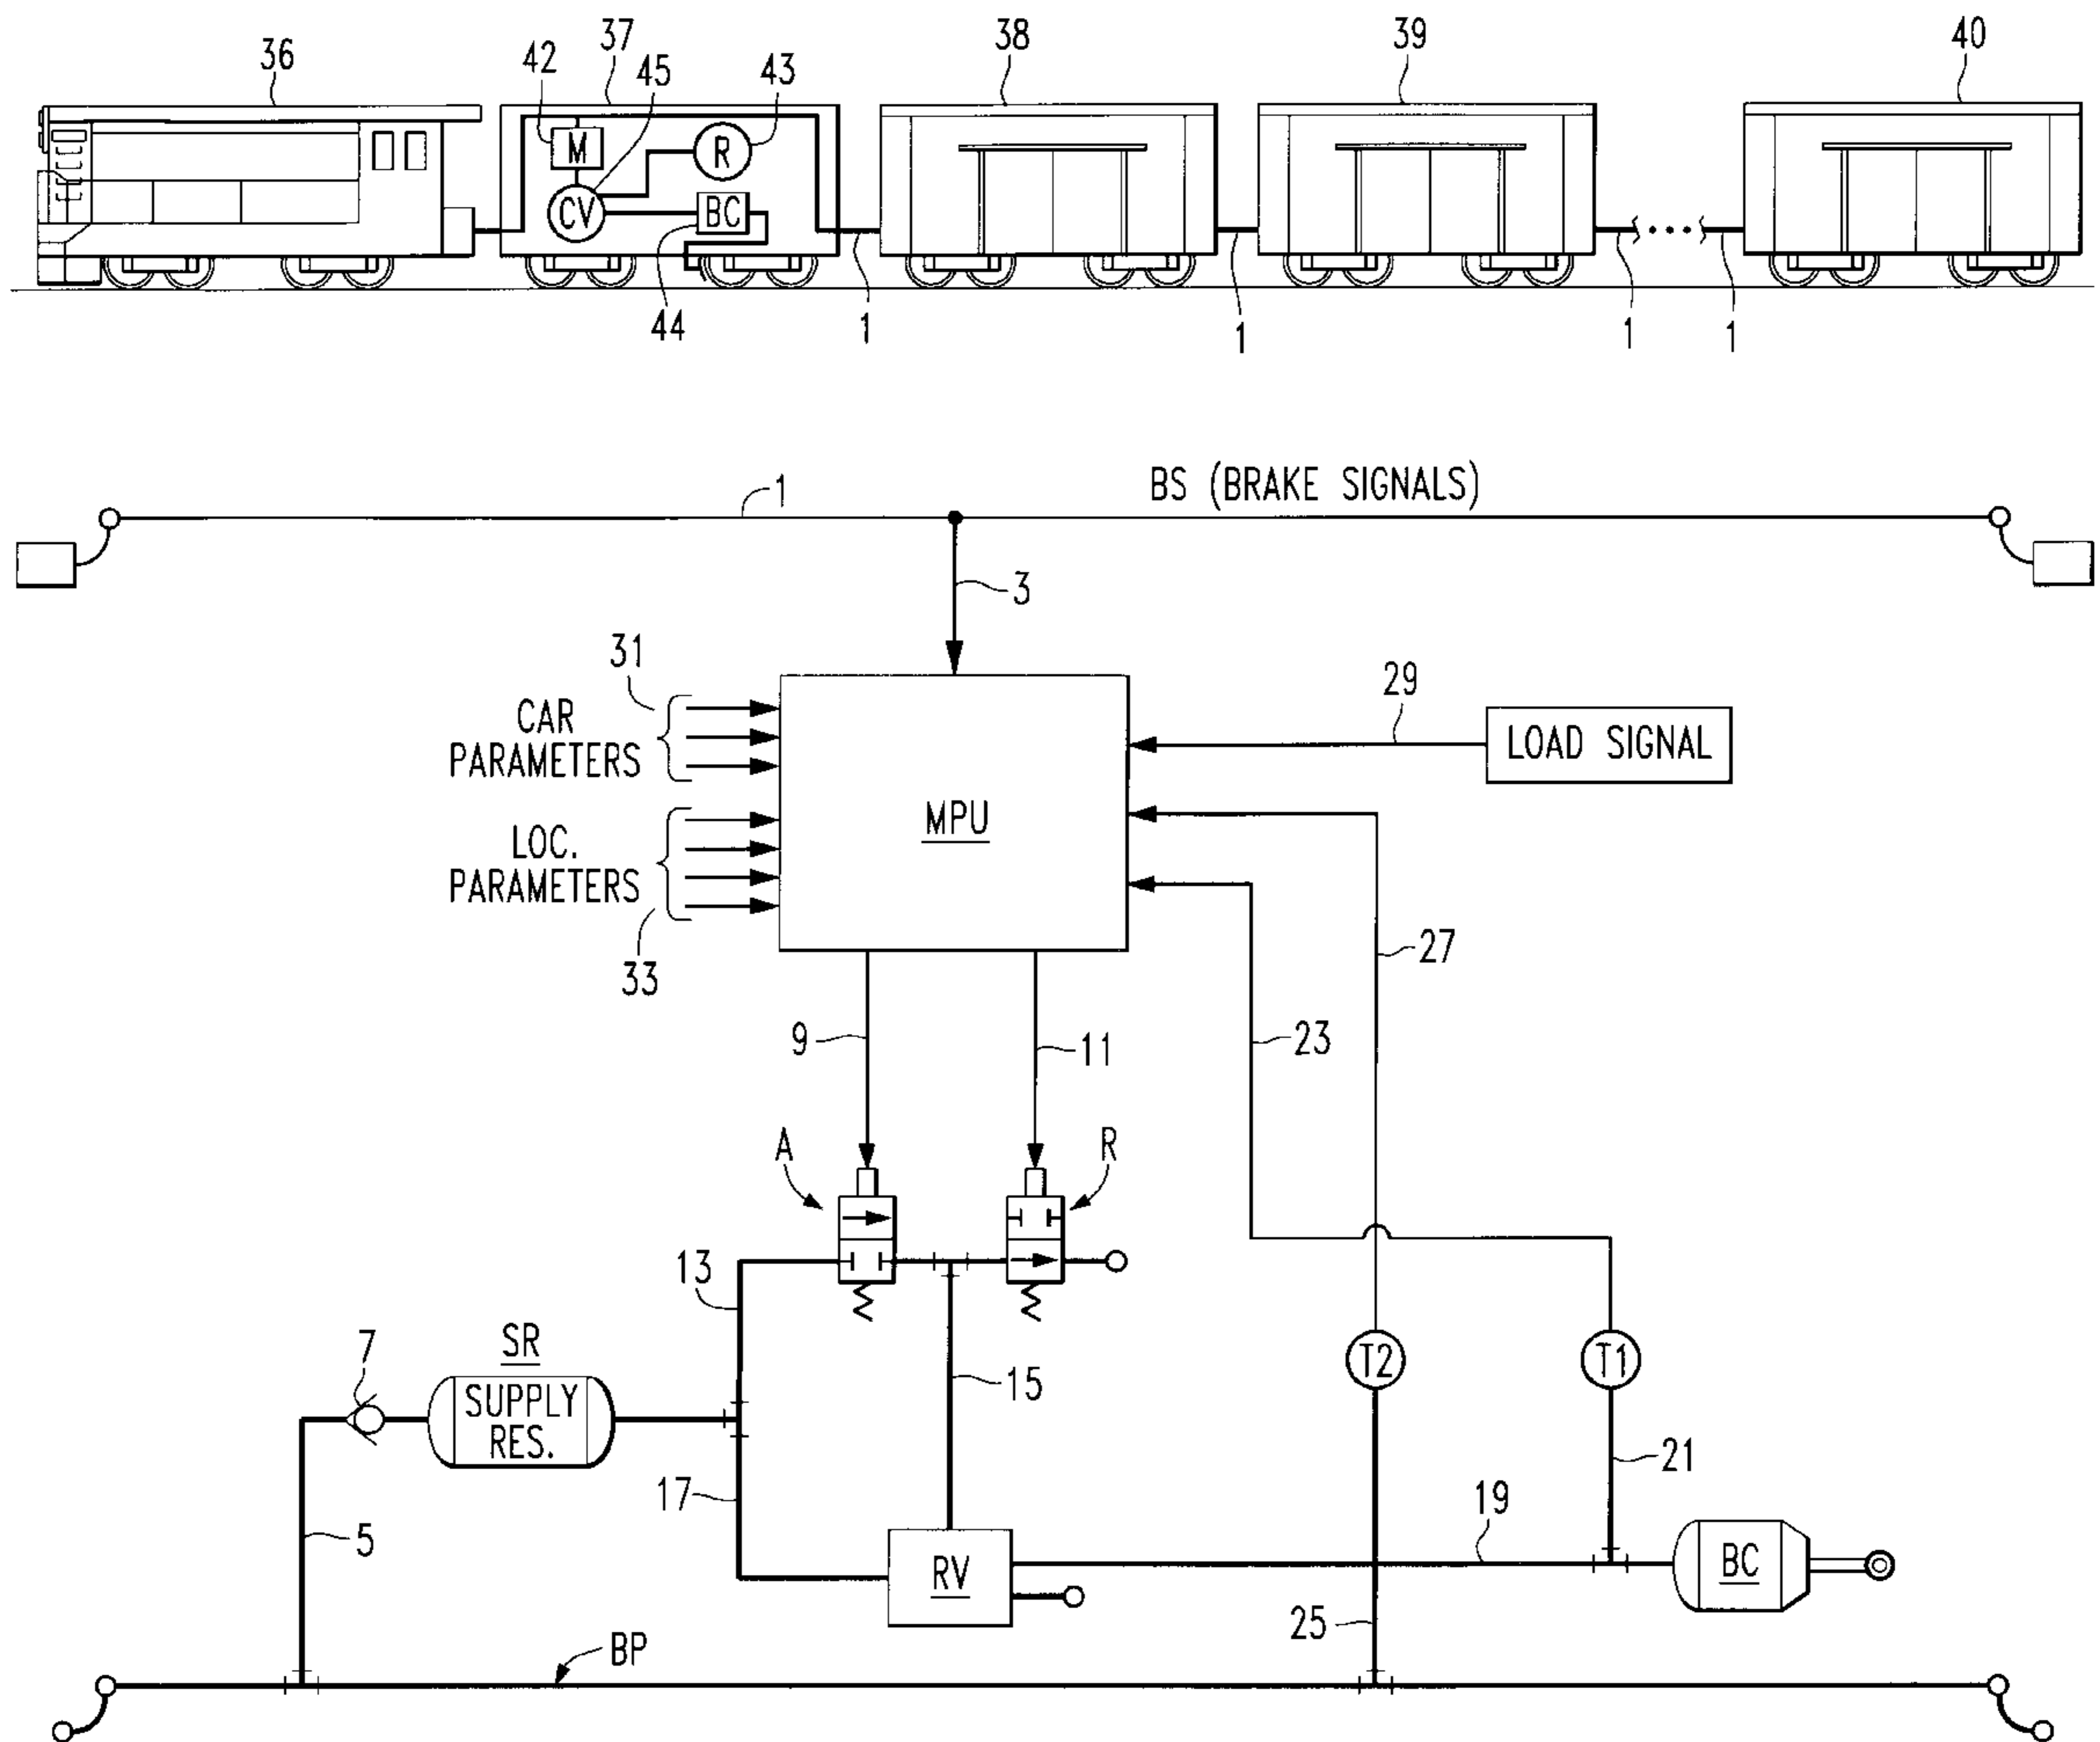 36
37
42
45
43
38
39
40
M
R
CV
BC
44
1
1
1
1
1
BS (BRAKE SIGNALS)
3
31
CAR
PARAMETERS
29
LOAD SIGNAL
MPU
LOC.
PARAMETERS
33
27
9
11
23
A
R
13
7
SR
SUPPLY
RES.
15
T2
T1
17
21
5
19
RV
BC
25
BP